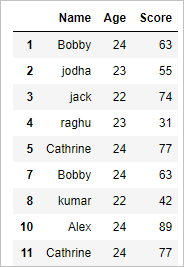 Name Age Score
1 Bobby 24 63
2 jodha 23 55
3 jack 22 74
4 raghu 23 31
5 Cathrine 24 77
7 Bobby 24 63
8 kumar 22 42
10 Alex 24 89
11 Cathrine 24 77